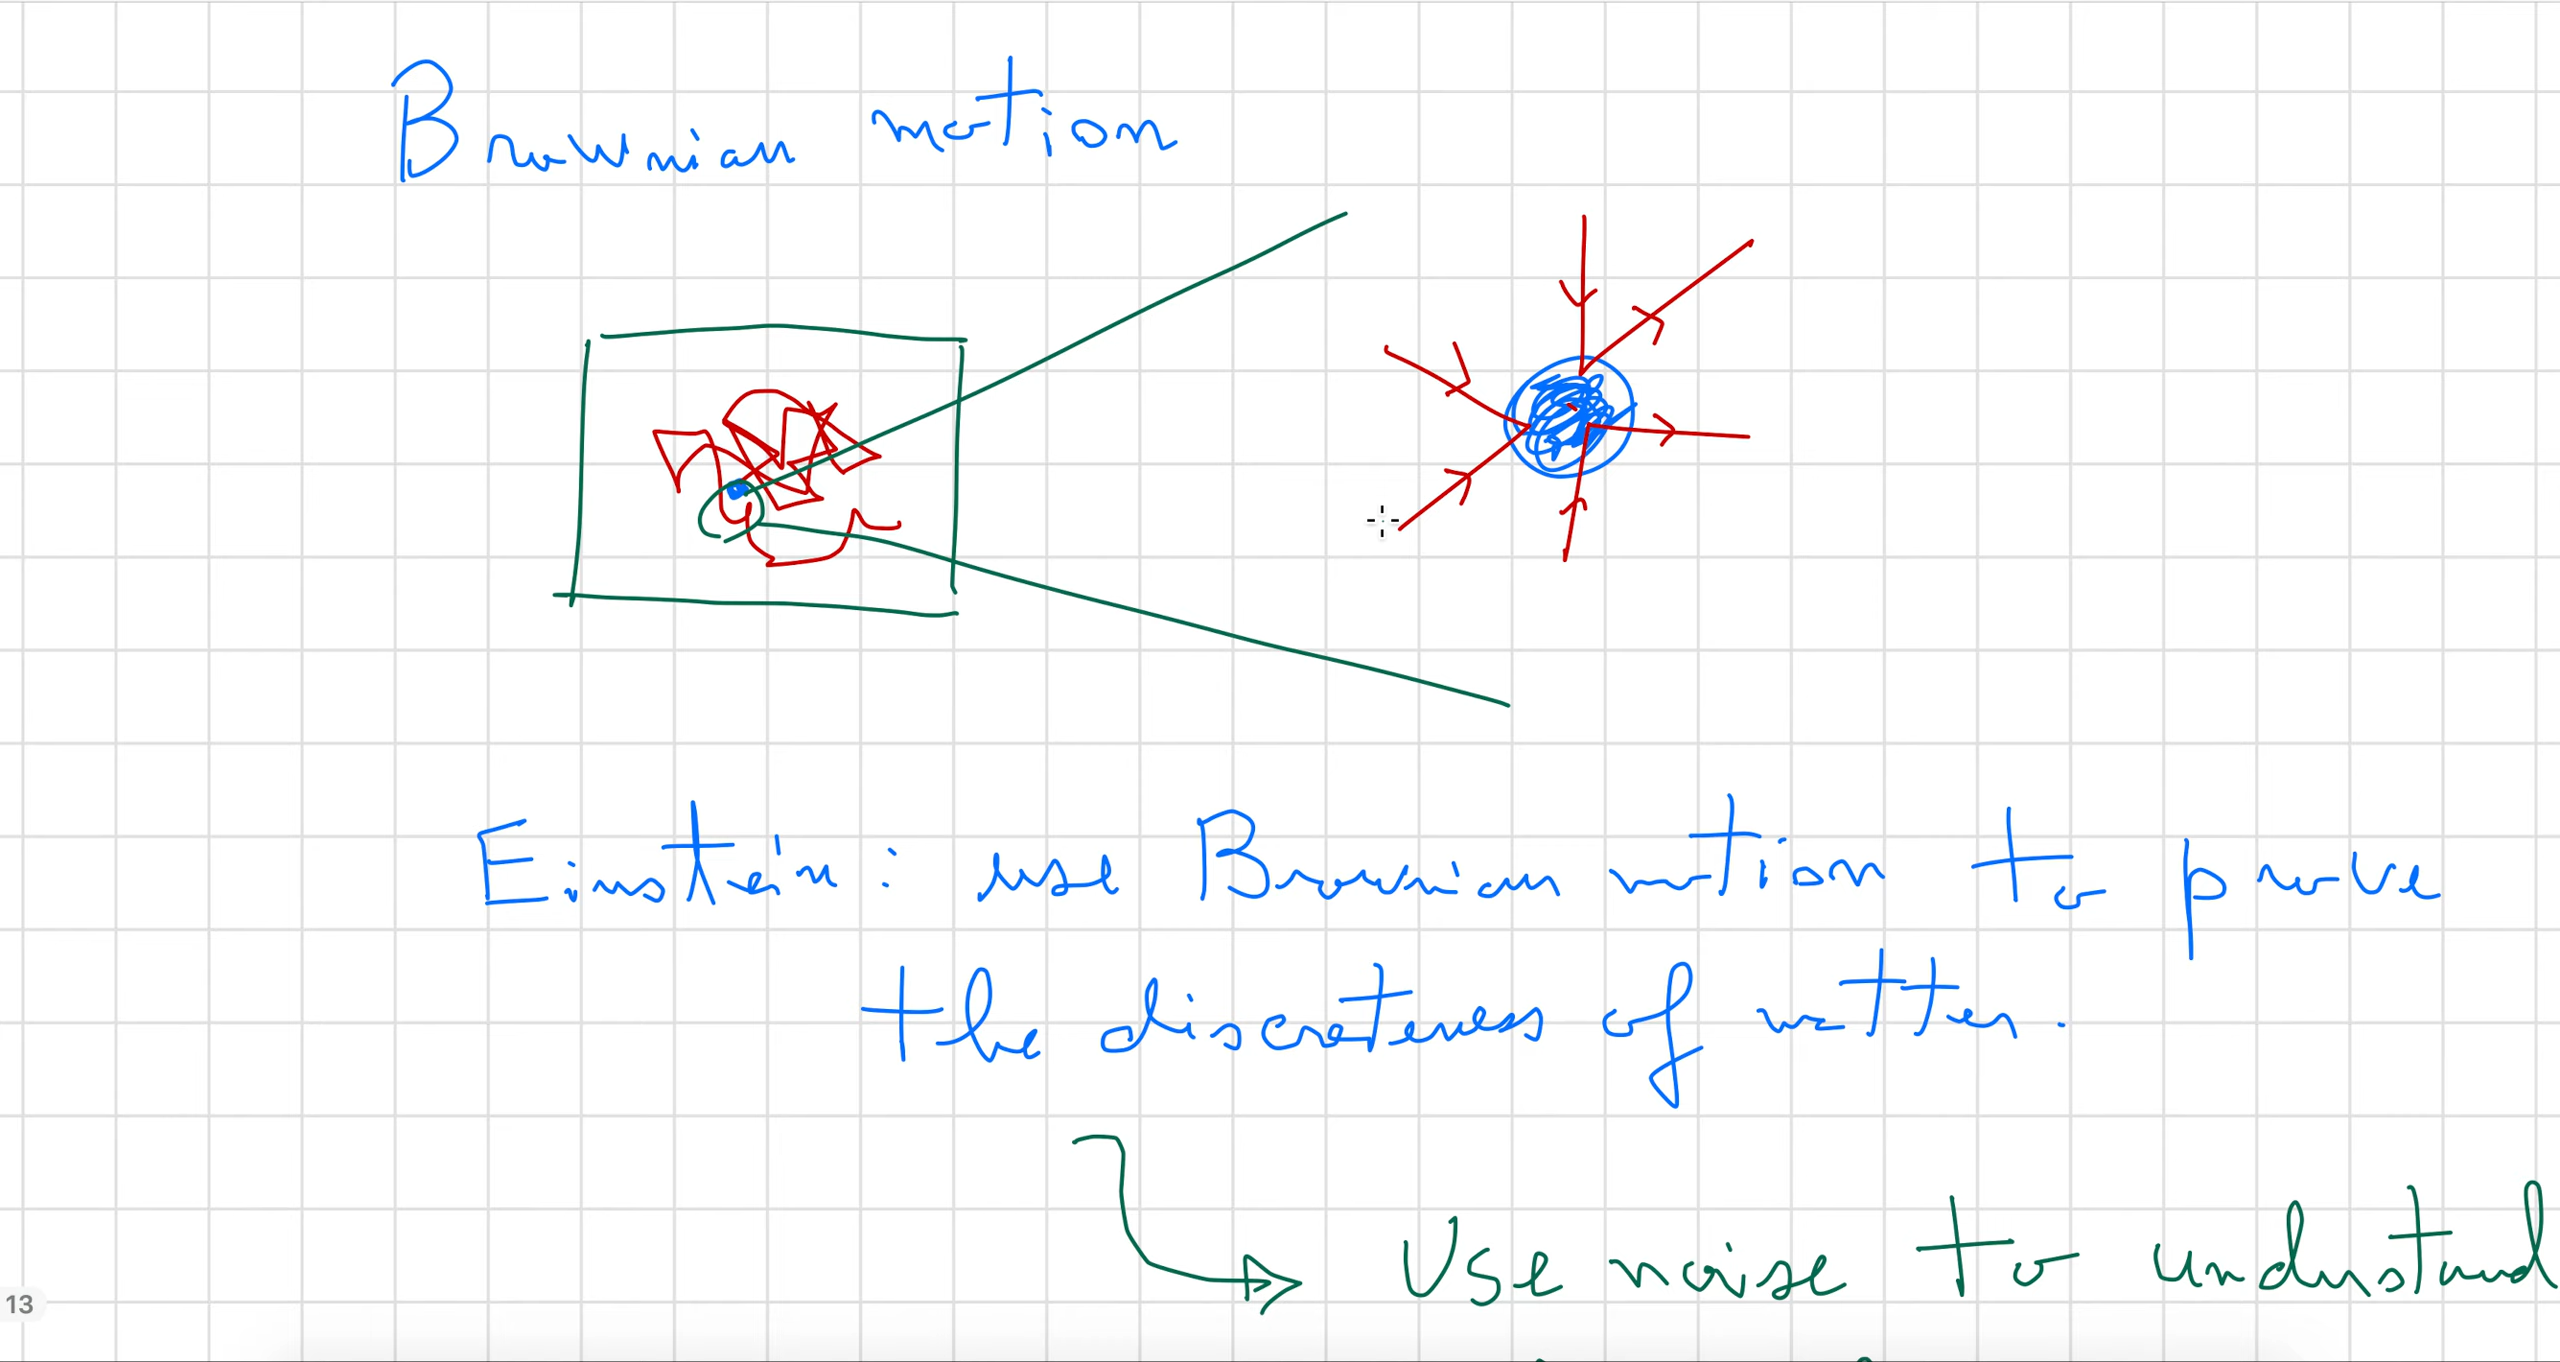 Brownian motion
Einstein: use Brownian motion to prove
the discreteness of matter.
Use noise to understand
13